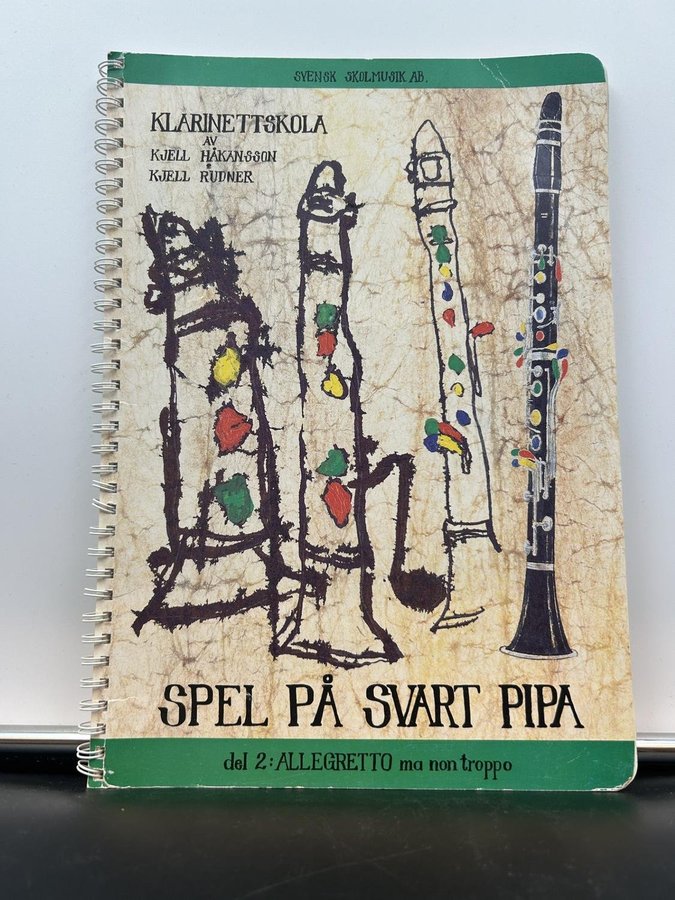 SVENSK SKOLMUSIK AB.
KLARINETTSKOLA
AV
KJELL HÅKANSSON
KJELL RUDNER
SPEL PÅ SVART PIPA
del 2: ALLEGRETTO ma non troppo